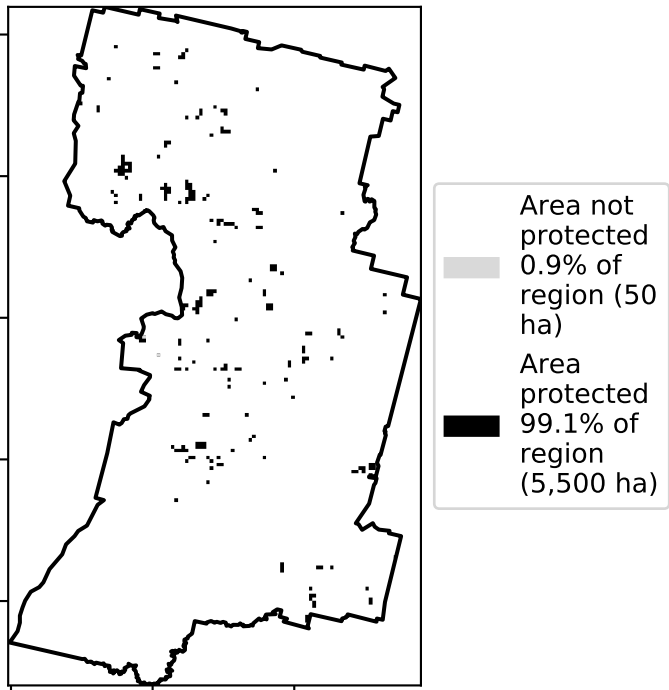 Area not
protected
0.9% of
region (50
ha)
Area
protected
99.1% of
region
(5,500 ha)